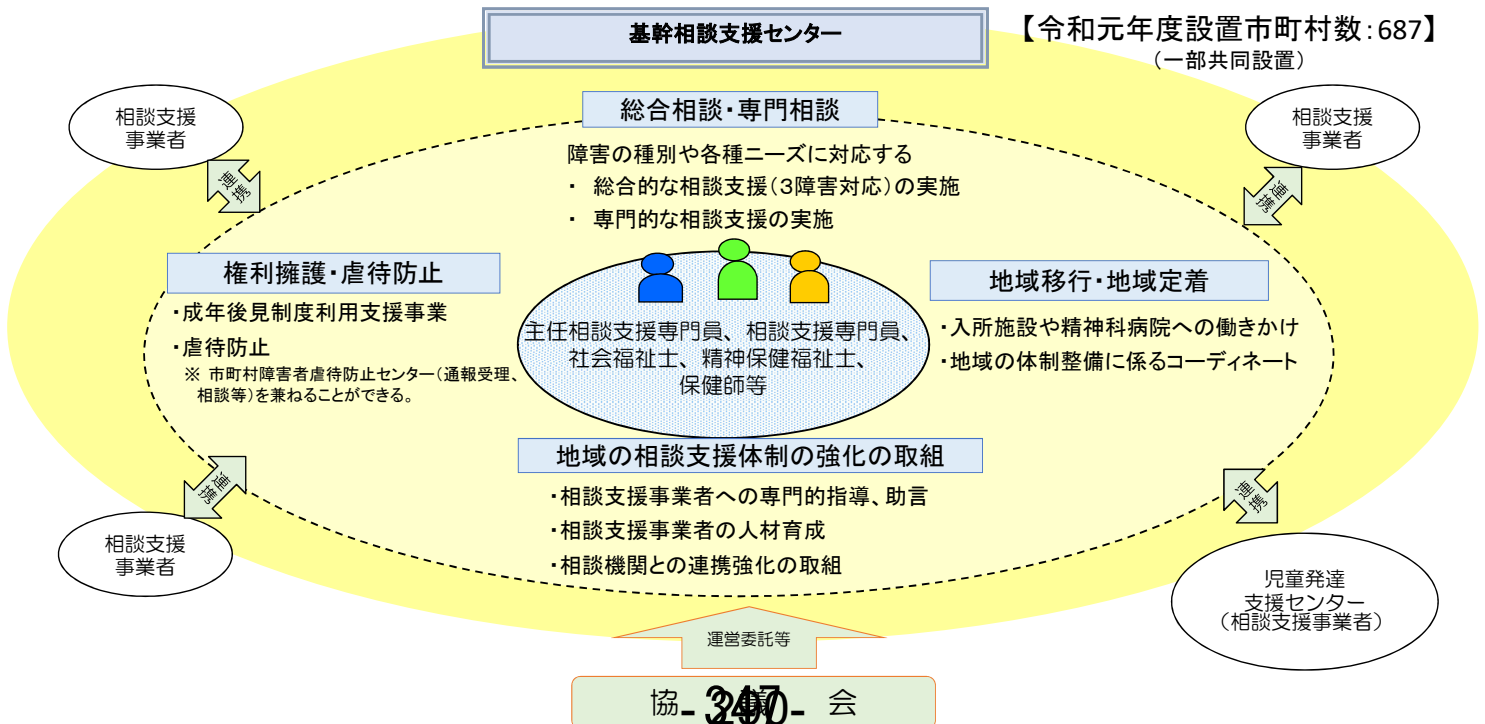 基幹相談支援センター
【令和元年度設置市町村数:687】
(一部共同設置)
相談支援
事業者
相談支援
事業者
連携
連携
総合相談・専門相談
障害の種別や各種ニーズに対応する
・ 総合的な相談支援(3障害対応)の実施
・ 専門的な相談支援の実施
権利擁護・虐待防止
・成年後見制度利用支援事業
・虐待防止
※ 市町村障害者虐待防止センター(通報受理、
相談等)を兼ねることができる。
主任相談支援専門員、相談支援専門員、
社会福祉士、精神保健福祉士、
保健師等
地域移行・地域定着
・入所施設や精神科病院への働きかけ
・地域の体制整備に係るコーディネート
地域の相談支援体制の強化の取組
・相談支援事業者への専門的指導、助言
・相談支援事業者の人材育成
・相談機関との連携強化の取組
連携
連携
相談支援
事業者
児童発達
支援センター
(相談支援事業者)
運営委託等
協 会